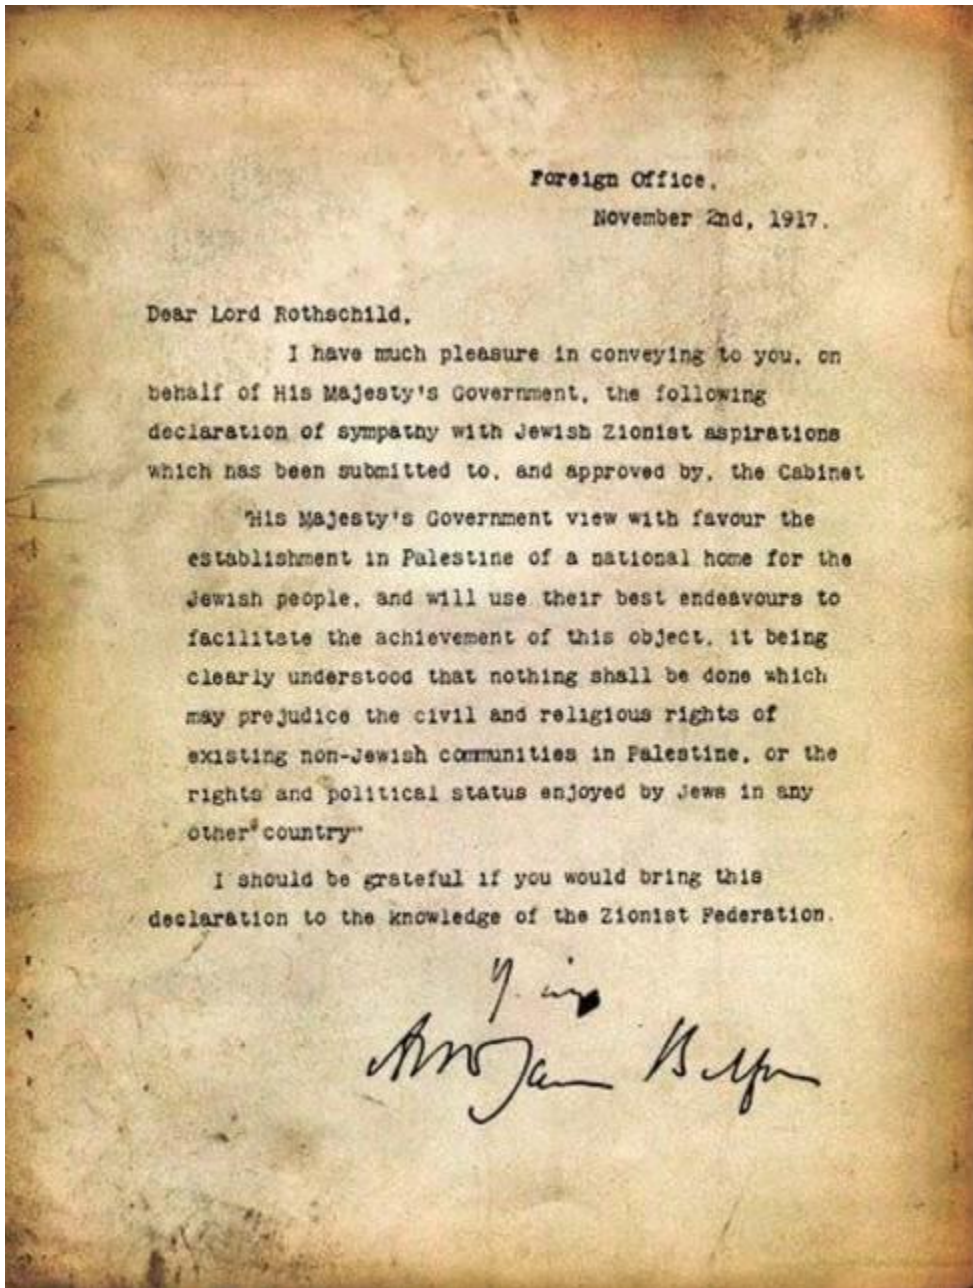 Foreign Office,
November 2nd, 1917.
Dear Lord Rothschild,
I have much pleasure in conveying to you, on
behalf of His Majesty's Government, the following
declaration of sympathy with Jewish Zionist aspirations
which has been submitted to, and approved by, the Cabinet
"His Majesty's Government view with favour the
establishment in Palestine of a national home for the
Jewish people, and will use their best endeavours to
facilitate the achievement of this object, it being
clearly understood that nothing shall be done which
may prejudice the civil and religious rights of
existing non-Jewish communities in Palestine, or the
rights and political status enjoyed by Jews in any
other country"
I should be grateful if you would bring this
declaration to the knowledge of the Zionist Federation.
Arthur James Balfour